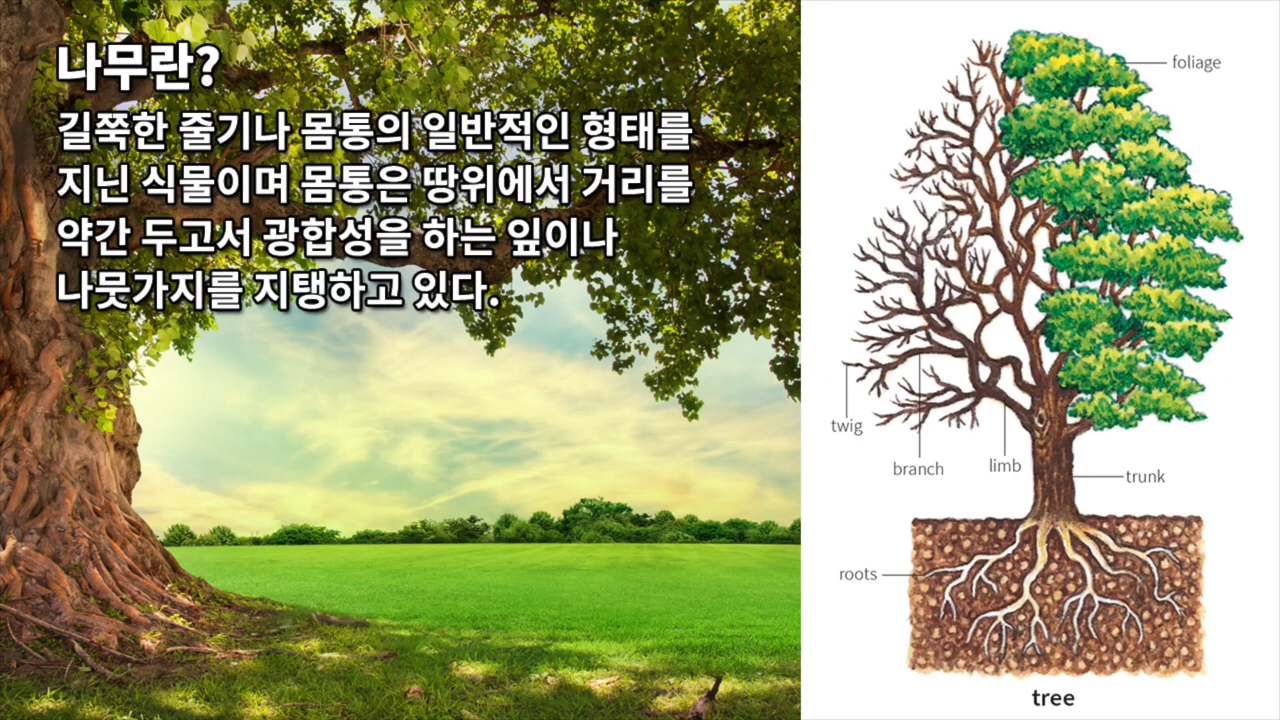 나무란?
길쭉한 줄기나 몸통의 일반적인 형태를
지닌 식물이며 몸통은 땅위에서 거리를
약간 두고서 광합성을 하는 잎이나
나뭇가지를 지탱하고 있다.
foliage
twig
branch
limb
trunk
roots
tree